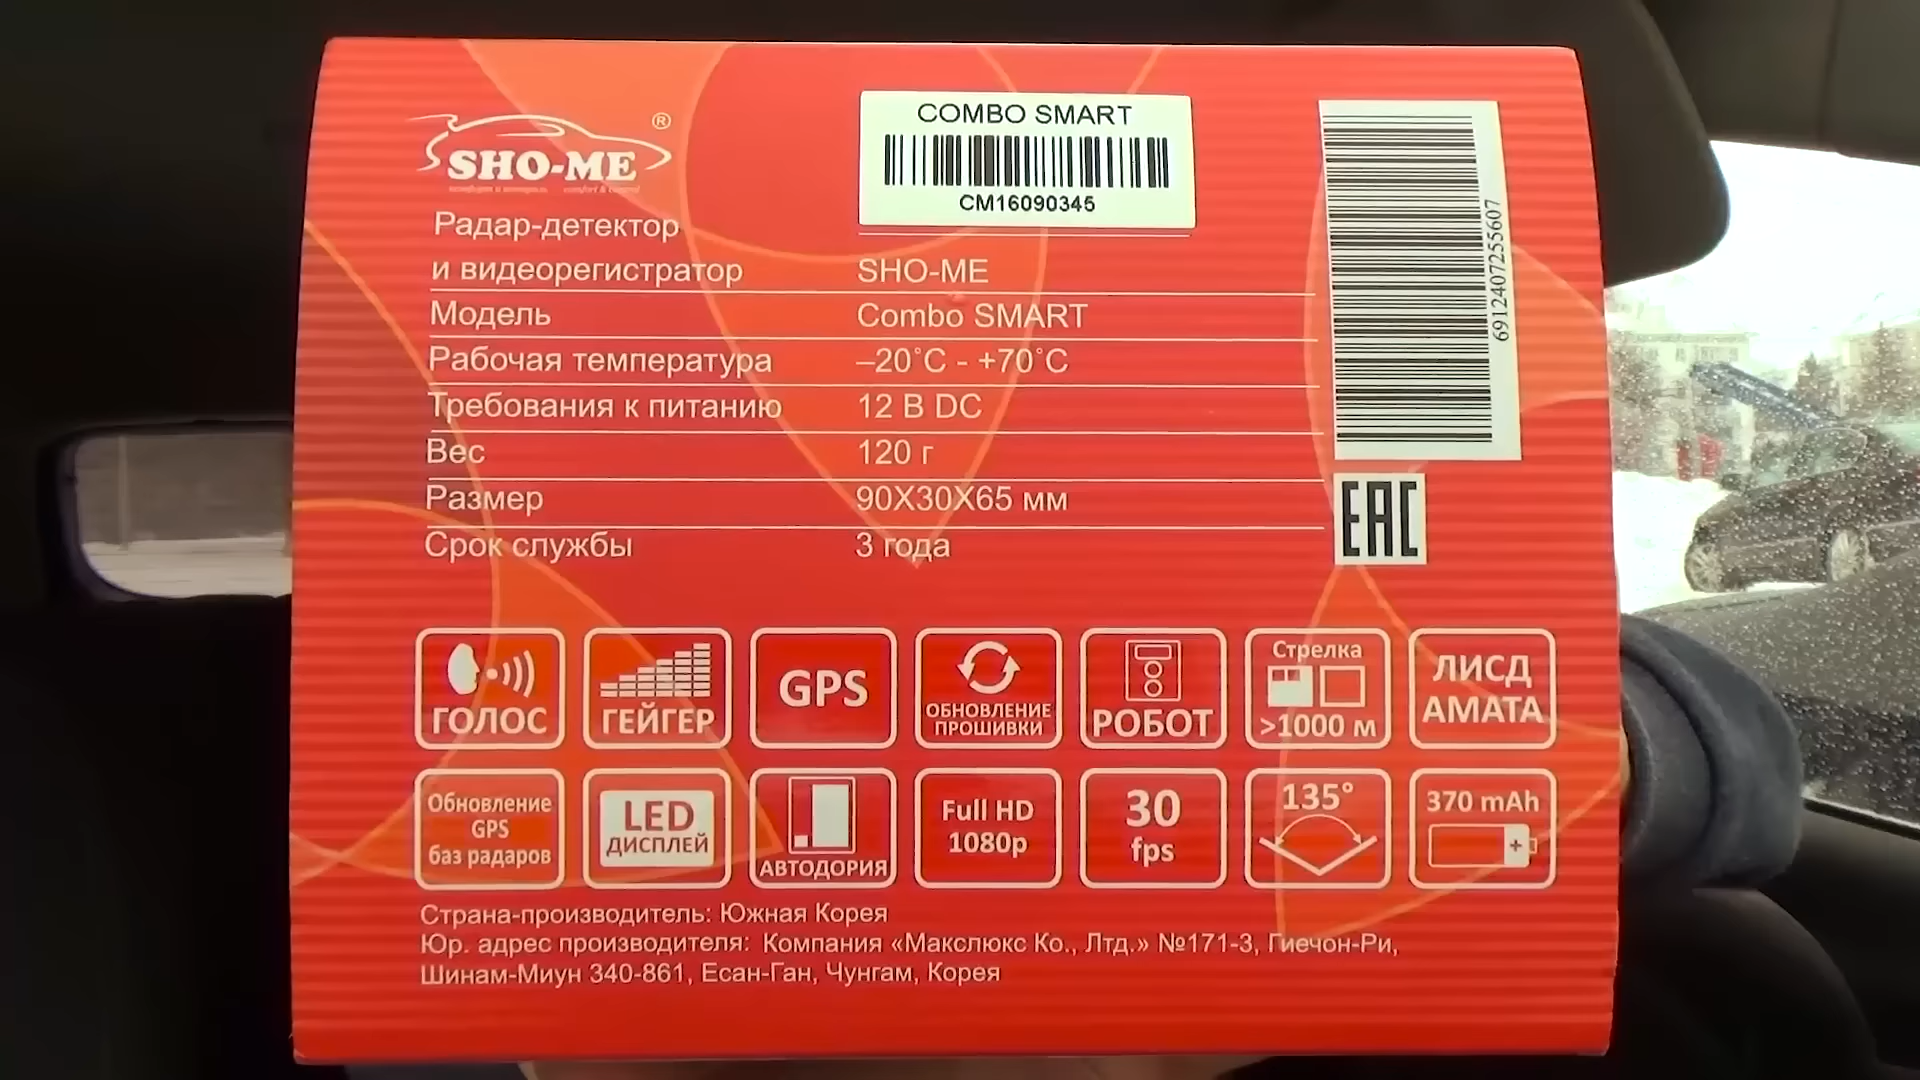 SHO-ME ®
COMBO SMART
CM16090345
6912407255607
Радар-детектор
и видеорегистратор SHO-ME
Модель Combo SMART
Рабочая температура –20°C - +70°C
Требования к питанию 12 В DC
Вес 120 г
Размер 90X30X65 мм
Срок службы 3 года
EAC
ГОЛОС
ГЕЙГЕР
GPS
ОБНОВЛЕНИЕ
ПРОШИВКИ
РОБОТ
Стрелка
>1000 м
ЛИСД
АМАТА
Обновление
GPS
баз радаров
LED
ДИСПЛЕЙ
АВТОДОРИЯ
Full HD
1080p
30
fps
135°
370 mAh
+
Страна-производитель: Южная Корея
Юр. адрес производителя: Компания «Макслюкс Ко., Лтд.» №171-3, Гиечон-Ри,
Шинам-Миун 340-861, Есан-Ган, Чунгам, Корея